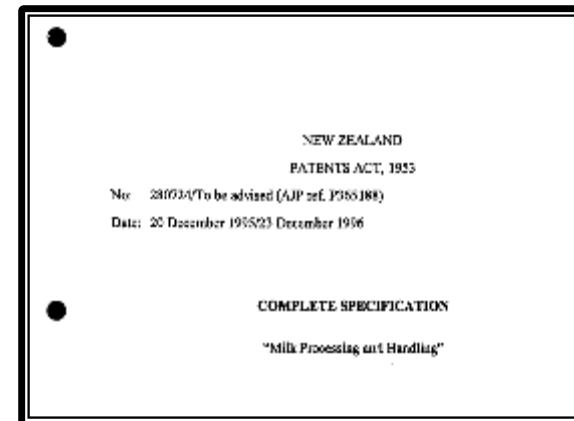 NEW ZEALAND
PATENTS ACT, 1953
No: 280724/To be advised (AJP ref. P365188)
Date: 20 December 1995/23 December 1996
COMPLETE SPECIFICATION
"Milk Processing and Handling"